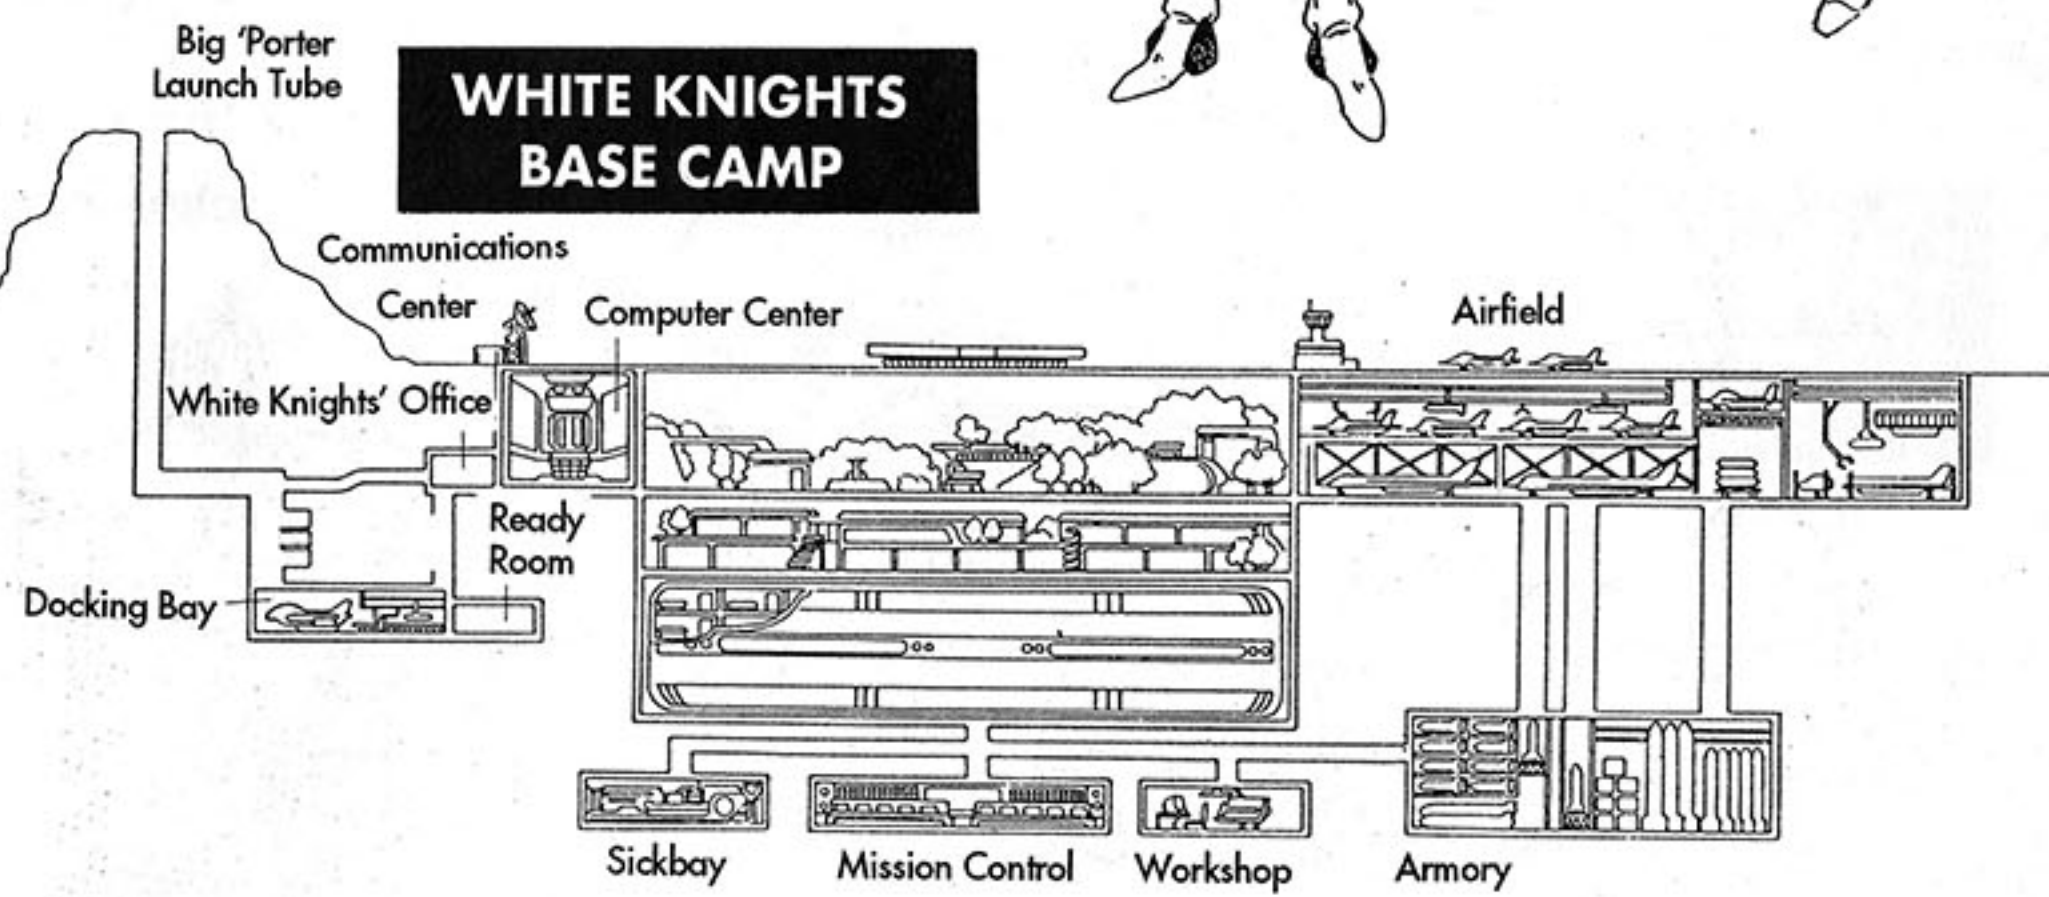 Big 'Porter
Launch Tube
WHITE KNIGHTS
BASE CAMP
Communications
Center
Computer Center
Airfield
White Knights' Office
Ready
Room
Docking Bay
Sickbay
Mission Control
Workshop
Armory